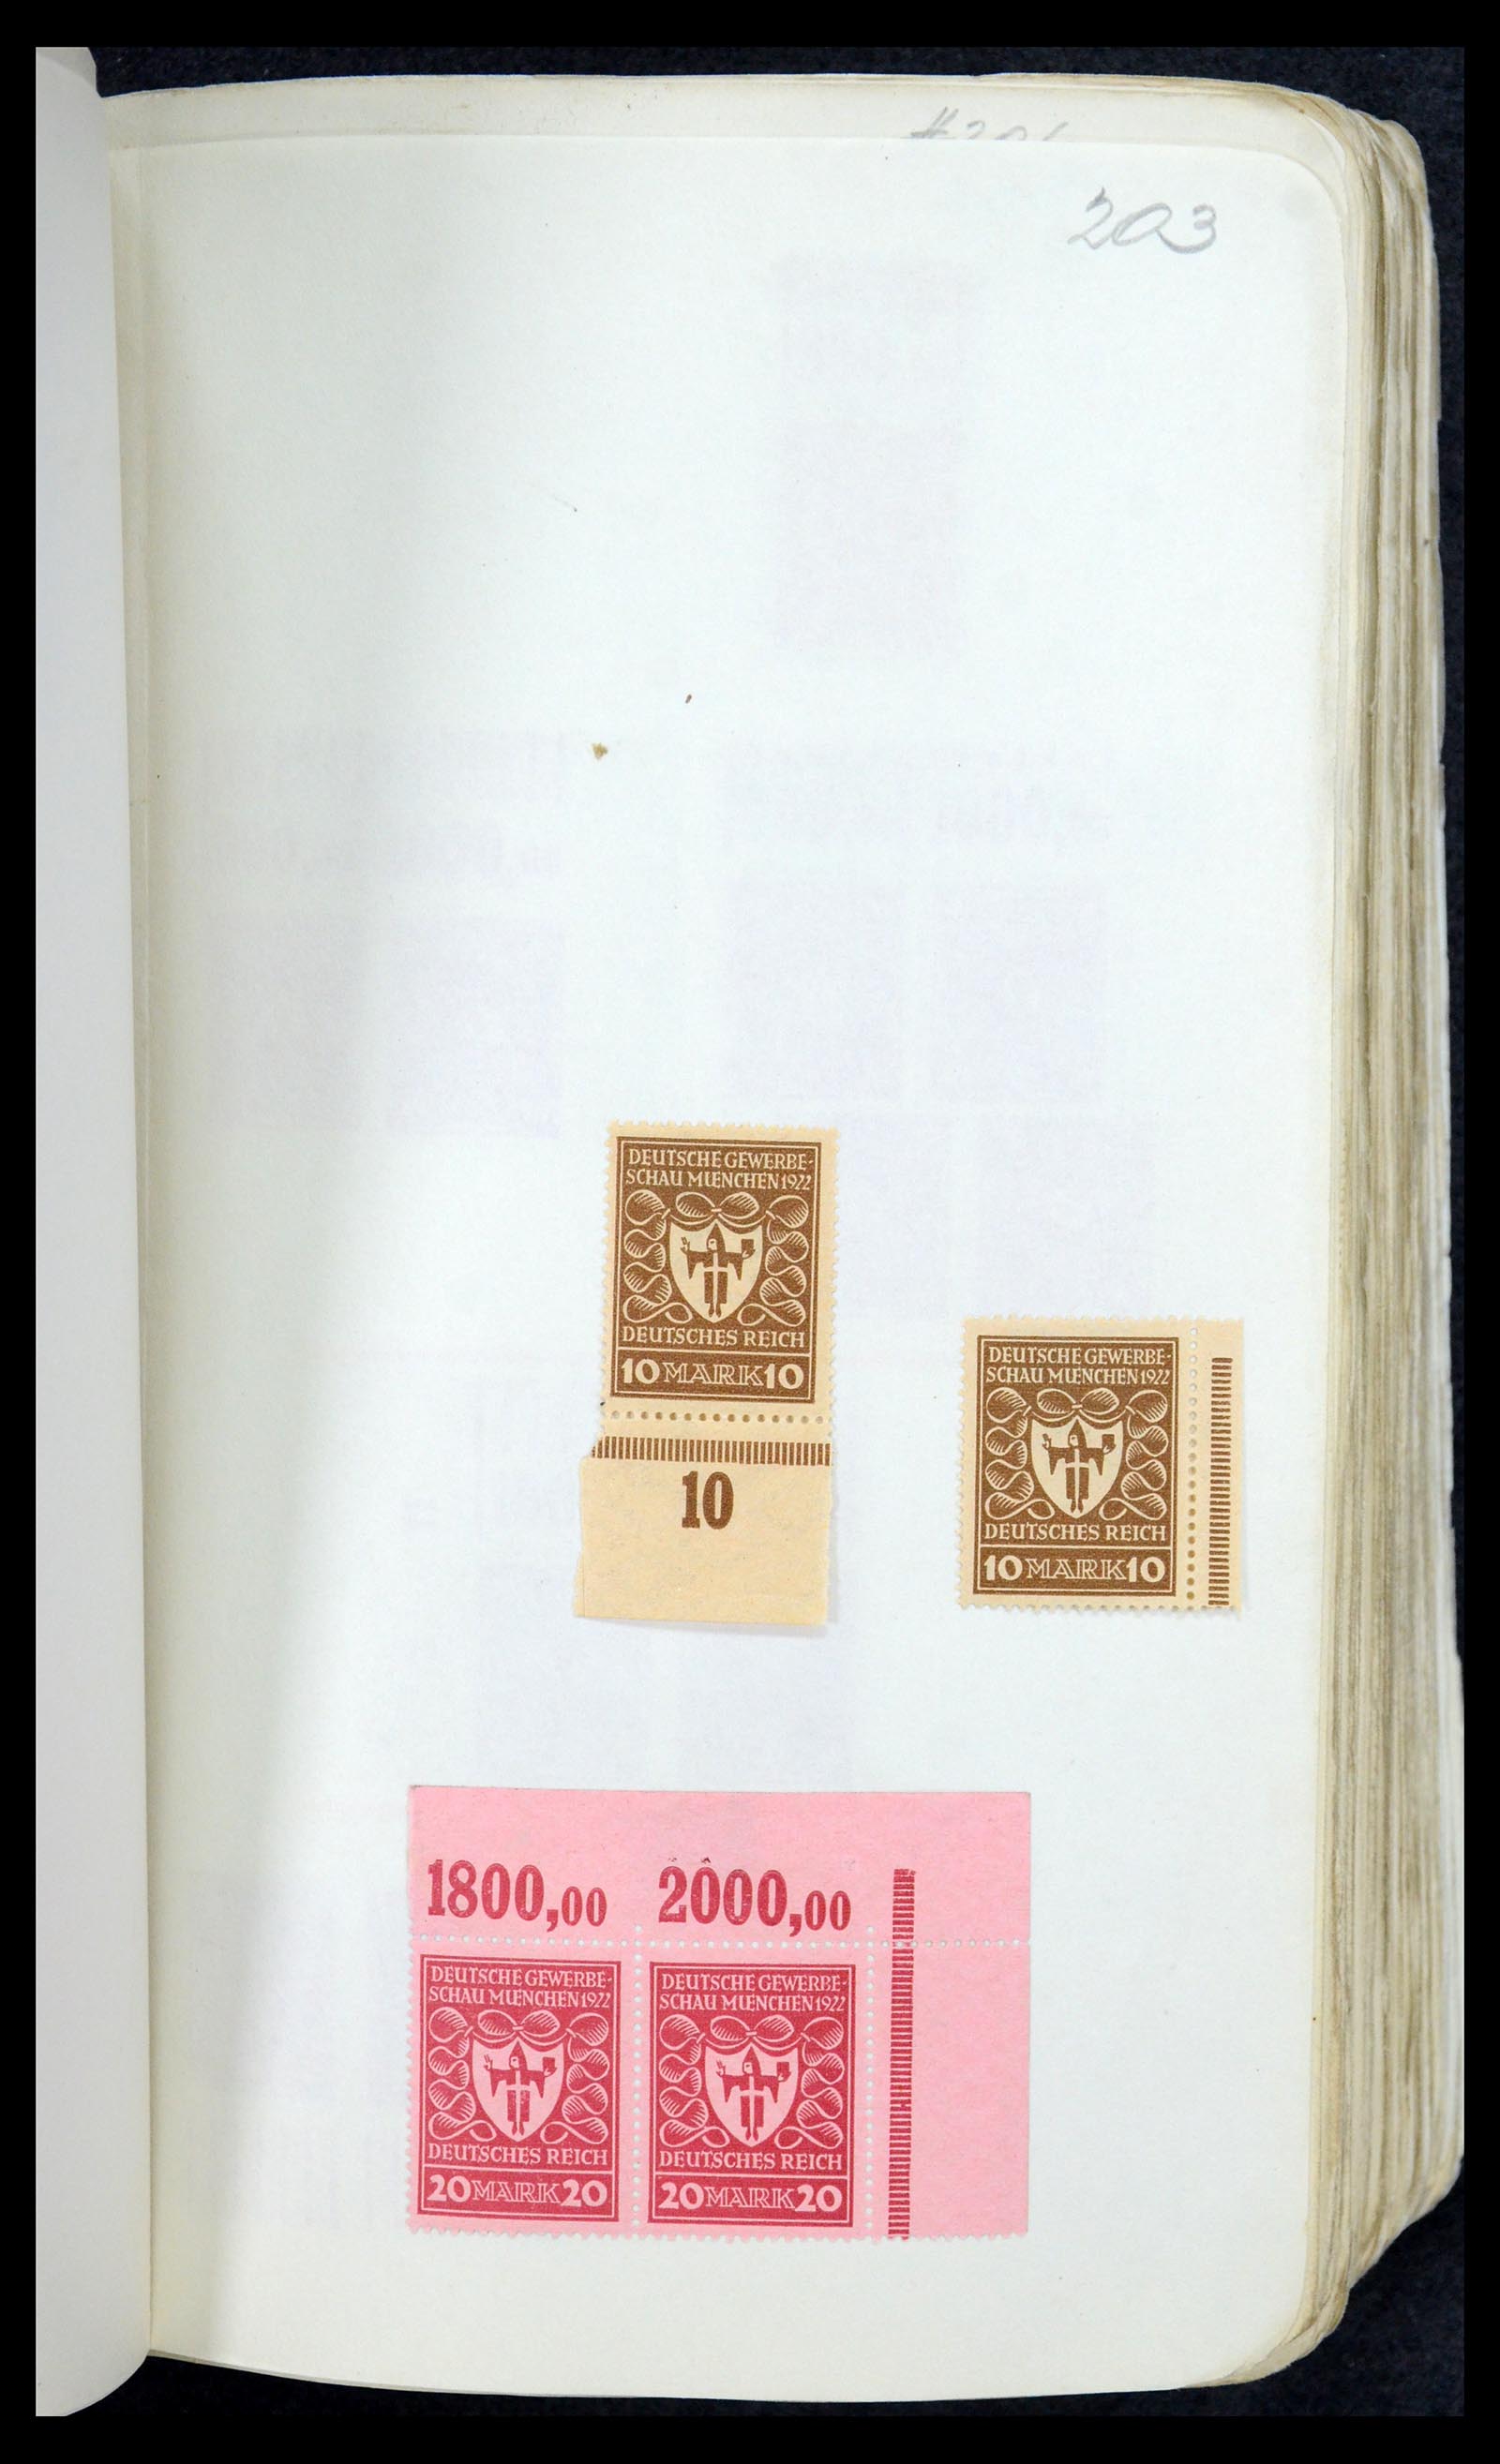 203
DEUTSCHE GEWERBE-
SCHAU MUENCHEN 1922
DEUTSCHES REICH
10 MARK 10
10
DEUTSCHE GEWERBE-
SCHAU MUENCHEN 1922
DEUTSCHES REICH
10 MARK 10
1800,00 2000,00
DEUTSCHE GEWERBE-
SCHAU MUENCHEN 1922
DEUTSCHES REICH
20 MARK 20
DEUTSCHE GEWERBE-
SCHAU MUENCHEN 1922
DEUTSCHES REICH
20 MARK 20